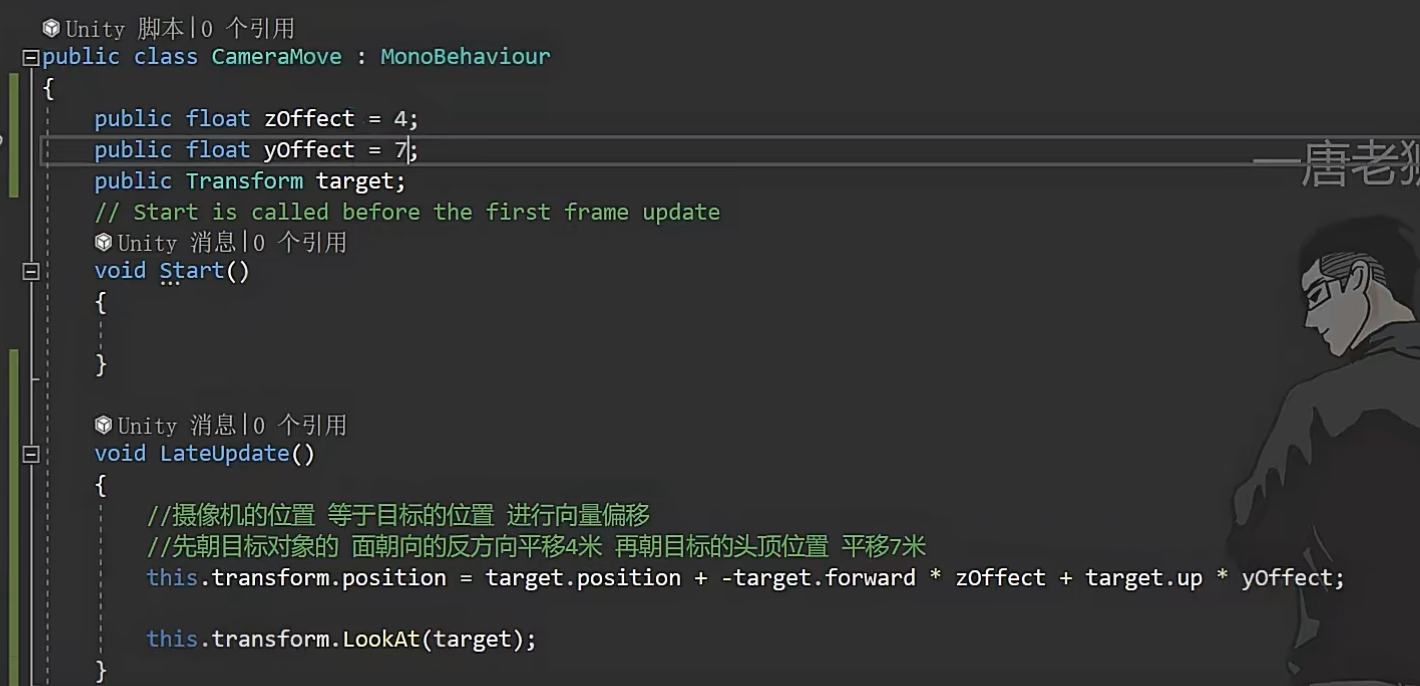 Unity 脚本|0 个引用
public class CameraMove : MonoBehaviour
{
public float zOffect = 4;
public float yOffect = 7;
public Transform target;
// Start is called before the first frame update
Unity 消息|0 个引用
void Start()
{
}
Unity 消息|0 个引用
void LateUpdate()
{
//摄像机的位置 等于目标的位置 进行向量偏移
//先朝目标对象的 面朝向的反方向平移4米 再朝目标的头顶位置 平移7米
this.transform.position = target.position + -target.forward * zOffect + target.up * yOffect;
this.transform.LookAt(target);
}
一唐老